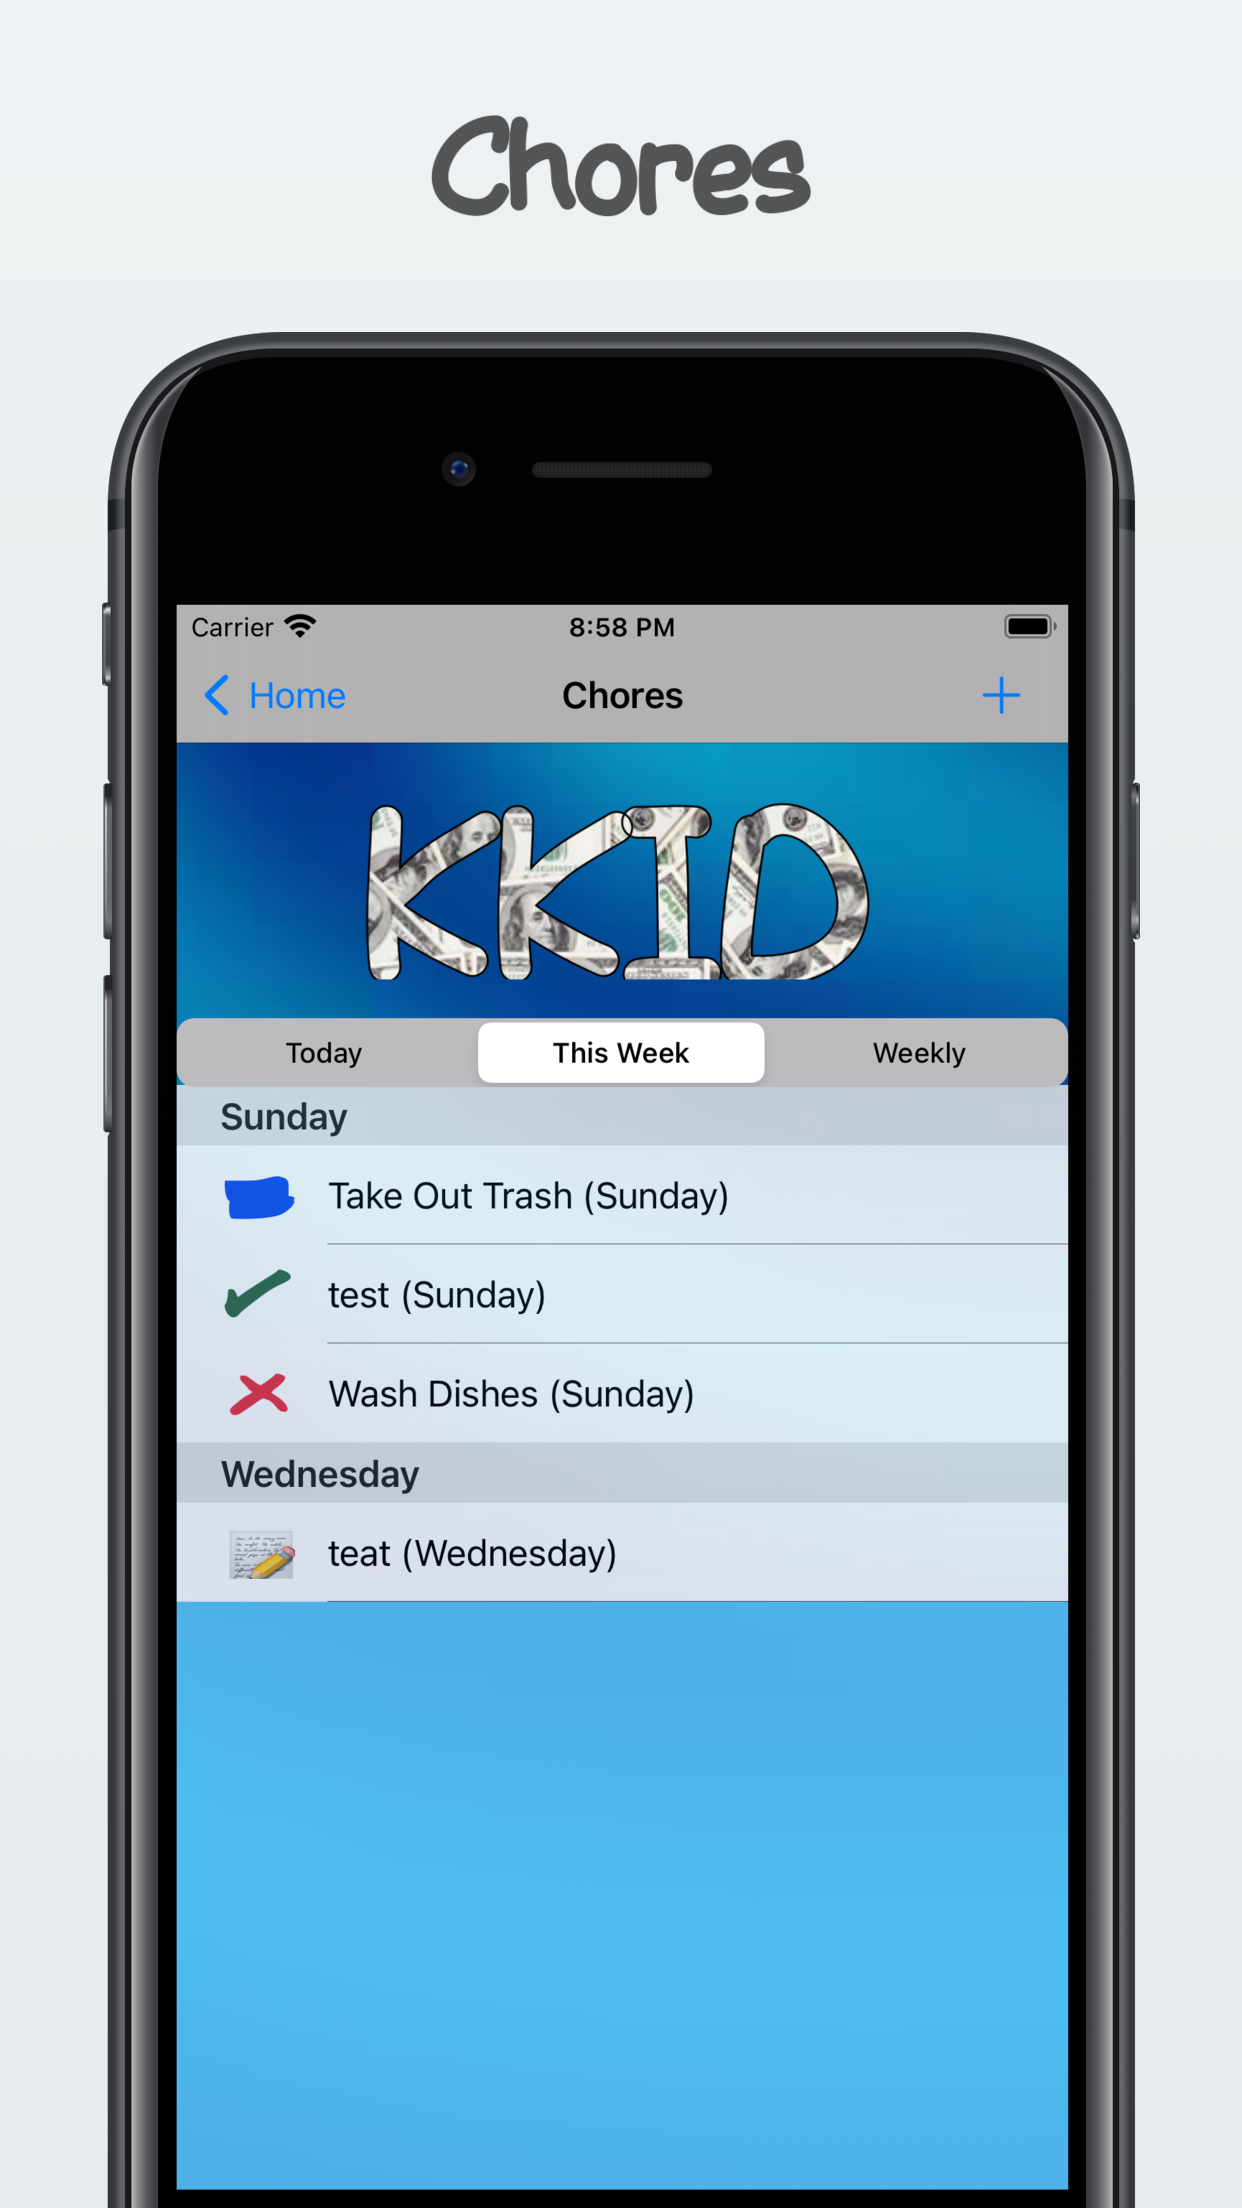 Chores
Carrier 8:58 PM
Home Chores
KKID
Today This Week Weekly
Sunday
Take Out Trash (Sunday)
test (Sunday)
Wash Dishes (Sunday)
Wednesday
teat (Wednesday)